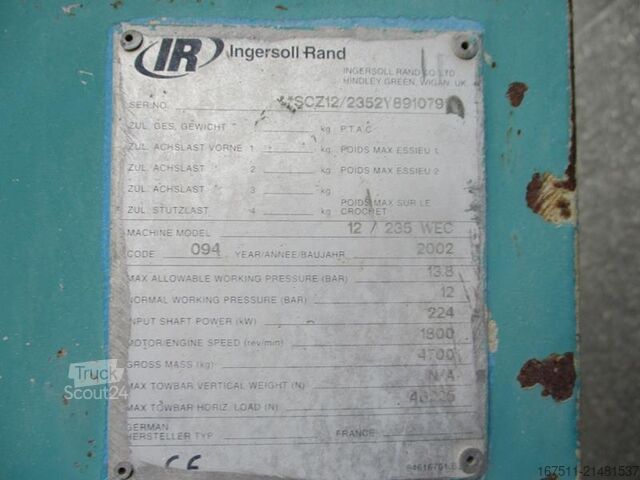 IR Ingersoll-Rand
INGERSOLL RAND CO LTD
HINDLEY GREEN, WIGAN, UK.
SER.NO. SCZ12/2352Y891079
ZUL. GES. GEWICHT kg P.T.A.C
ZUL. ACHSLAST VORNE 1 kg POIDS MAX ESSIEU 1.
ZUL. ACHSLAST 2 kg POIDS MAX ESSIEU 2
ZUL. ACHSLAST 3 kg
ZUL. STUTZLAST 4 kg POIDS MAX SUR LE CROCHET
MACHINE MODEL 12 / 235 WEC
CODE 094 YEAR/ANNEE/BAUJAHR 2002
MAX ALLOWABLE WORKING PRESSURE (BAR) 13.8
NORMAL WORKING PRESSURE (BAR) 12
INPUT SHAFT POWER (kW) 224
MOTOR/ENGINE SPEED (rev/min) 1800
GROSS MASS (kg) 4700
MAX TOWBAR VERTICAL WEIGHT (N) N/A
MAX TOWBAR HORIZ. LOAD (N)
GERMAN
HERSTELLER TYP FRANCE
CE
Truck
Scout24
167511-21481537